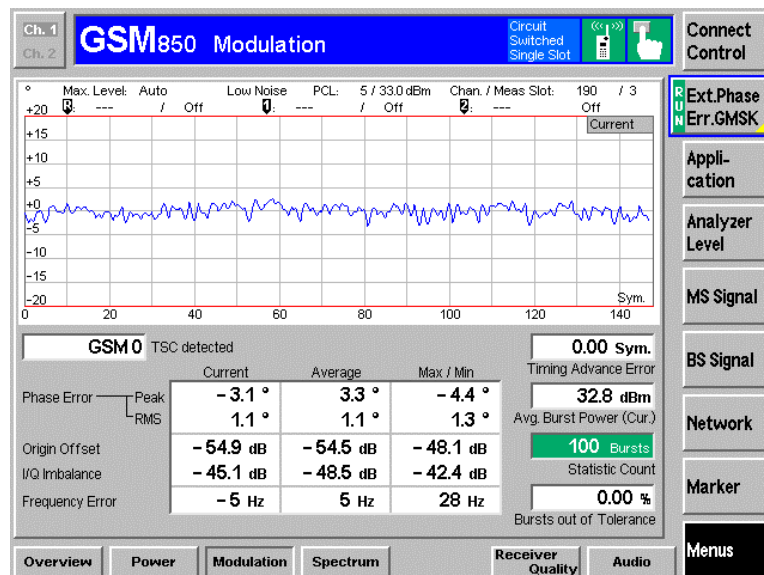 Ch. 1
Ch. 2
GSM850 Modulation
Circuit Switched Single Slot
Connect Control
° Max. Level: Auto Low Noise PCL: 5 / 33.0 dBm Chan. / Meas Slot: 190 / 3
R: --- / Off 1: --- / Off 2: --- Off
Current
+20
+15
+10
+5
+0
-5
-10
-15
-20
Sym.
0 20 40 60 80 100 120 140
RUN
Ext.Phase Err.GMSK
Appli-
cation
Analyzer Level
MS Signal
BS Signal
Network
Marker
Menus
GSM 0 TSC detected
0.00 Sym.
Timing Advance Error
Current Average Max / Min
Phase Error Peak - 3.1 ° 3.3 ° - 4.4 °
RMS 1.1 ° 1.1 ° 1.3 °
32.8 dBm
Avg. Burst Power (Cur.)
Origin Offset - 54.9 dB - 54.5 dB - 48.1 dB
100 Bursts
Statistic Count
I/Q Imbalance - 45.1 dB - 48.5 dB - 42.4 dB
Frequency Error - 5 Hz 5 Hz 28 Hz
0.00 %
Bursts out of Tolerance
Overview Power Modulation Spectrum Receiver Quality Audio